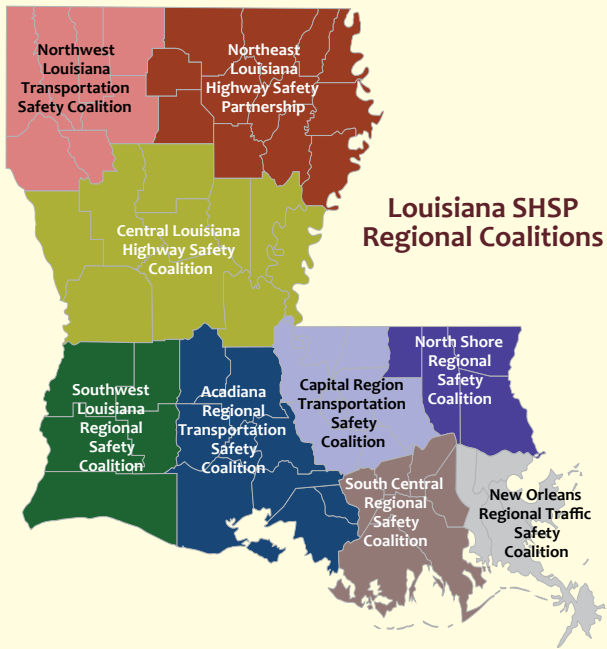 Northwest
Louisiana
Transportation
Safety Coalition
Northeast
Louisiana
Highway Safety
Partnership
Louisiana SHSP
Regional Coalitions
Central Louisiana
Highway Safety
Coalition
Southwest
Louisiana
Regional
Safety
Coalition
Acadiana
Regional
Transportation
Safety
Coalition
Capital Region
Transportation
Safety
Coalition
North Shore
Regional
Safety
Coalition
South Central
Regional
Safety
Coalition
New Orleans
Regional Traffic
Safety
Coalition